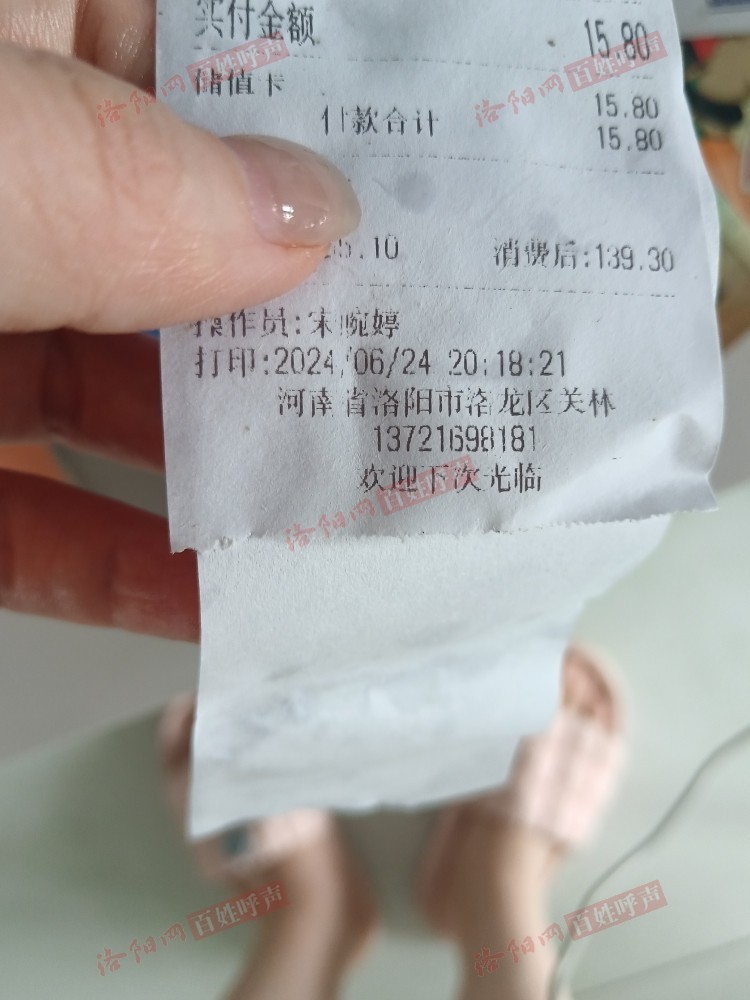 实付金额 15.80
储值卡 15.80
付款合计 15.80
5.10 消费后:139.30
操作员:宋婉婷
打印:2024/06/24 20:18:21
河南省洛阳市洛龙区关林
13721698181
欢迎下次光临
洛阳网 百姓呼声
洛阳网 百姓呼声
洛阳网 百姓呼声
洛阳网 百姓呼声
洛阳网 百姓呼声